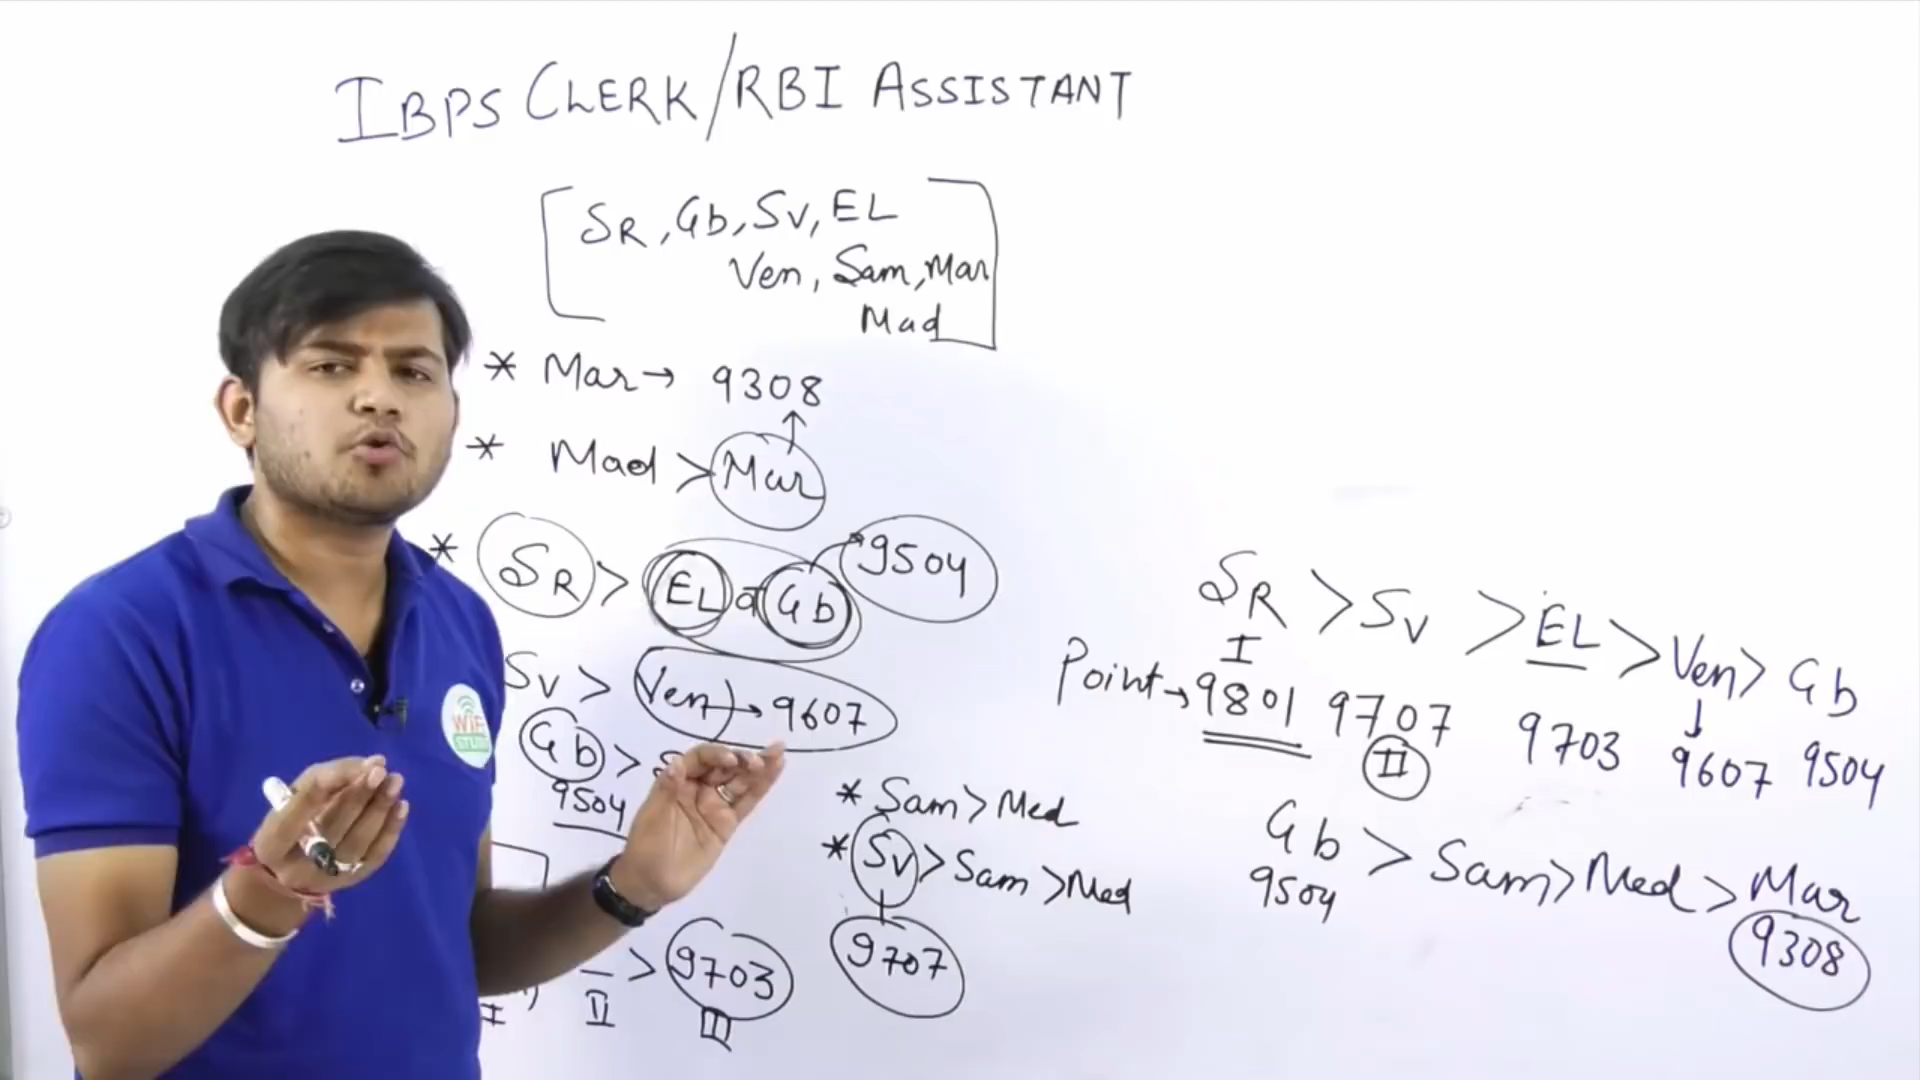 IBPS CLERK/RBI ASSISTANT
SR, Gb, SV, EL
Ven, Sam, Mar
Mad
* Mar → 9308
* Mad > Mar
* SR > EL Gb 9504
SV > Ven → 9607
Gb >
9504
* Sam > Med
* SV > Sam > Med
9707
> 9703
I II III
WiFi
STUDY
SR > SV > EL > Ven > Gb
I
Point → 9801 9707 9703 9607 9504
II
Gb > Sam > Med > Mar
9504 9308